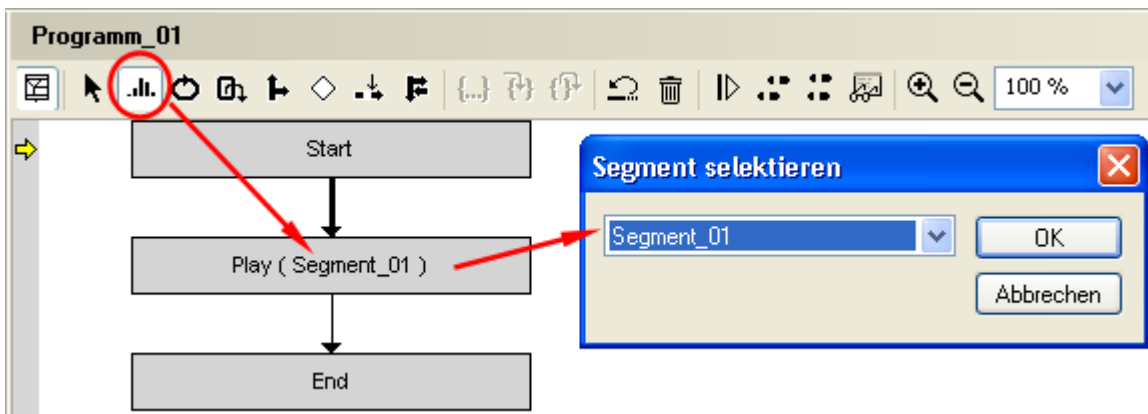 Programm_01
100 %
Start
Segment selektieren
Segment_01
OK
Play ( Segment_01 )
Abbrechen
End